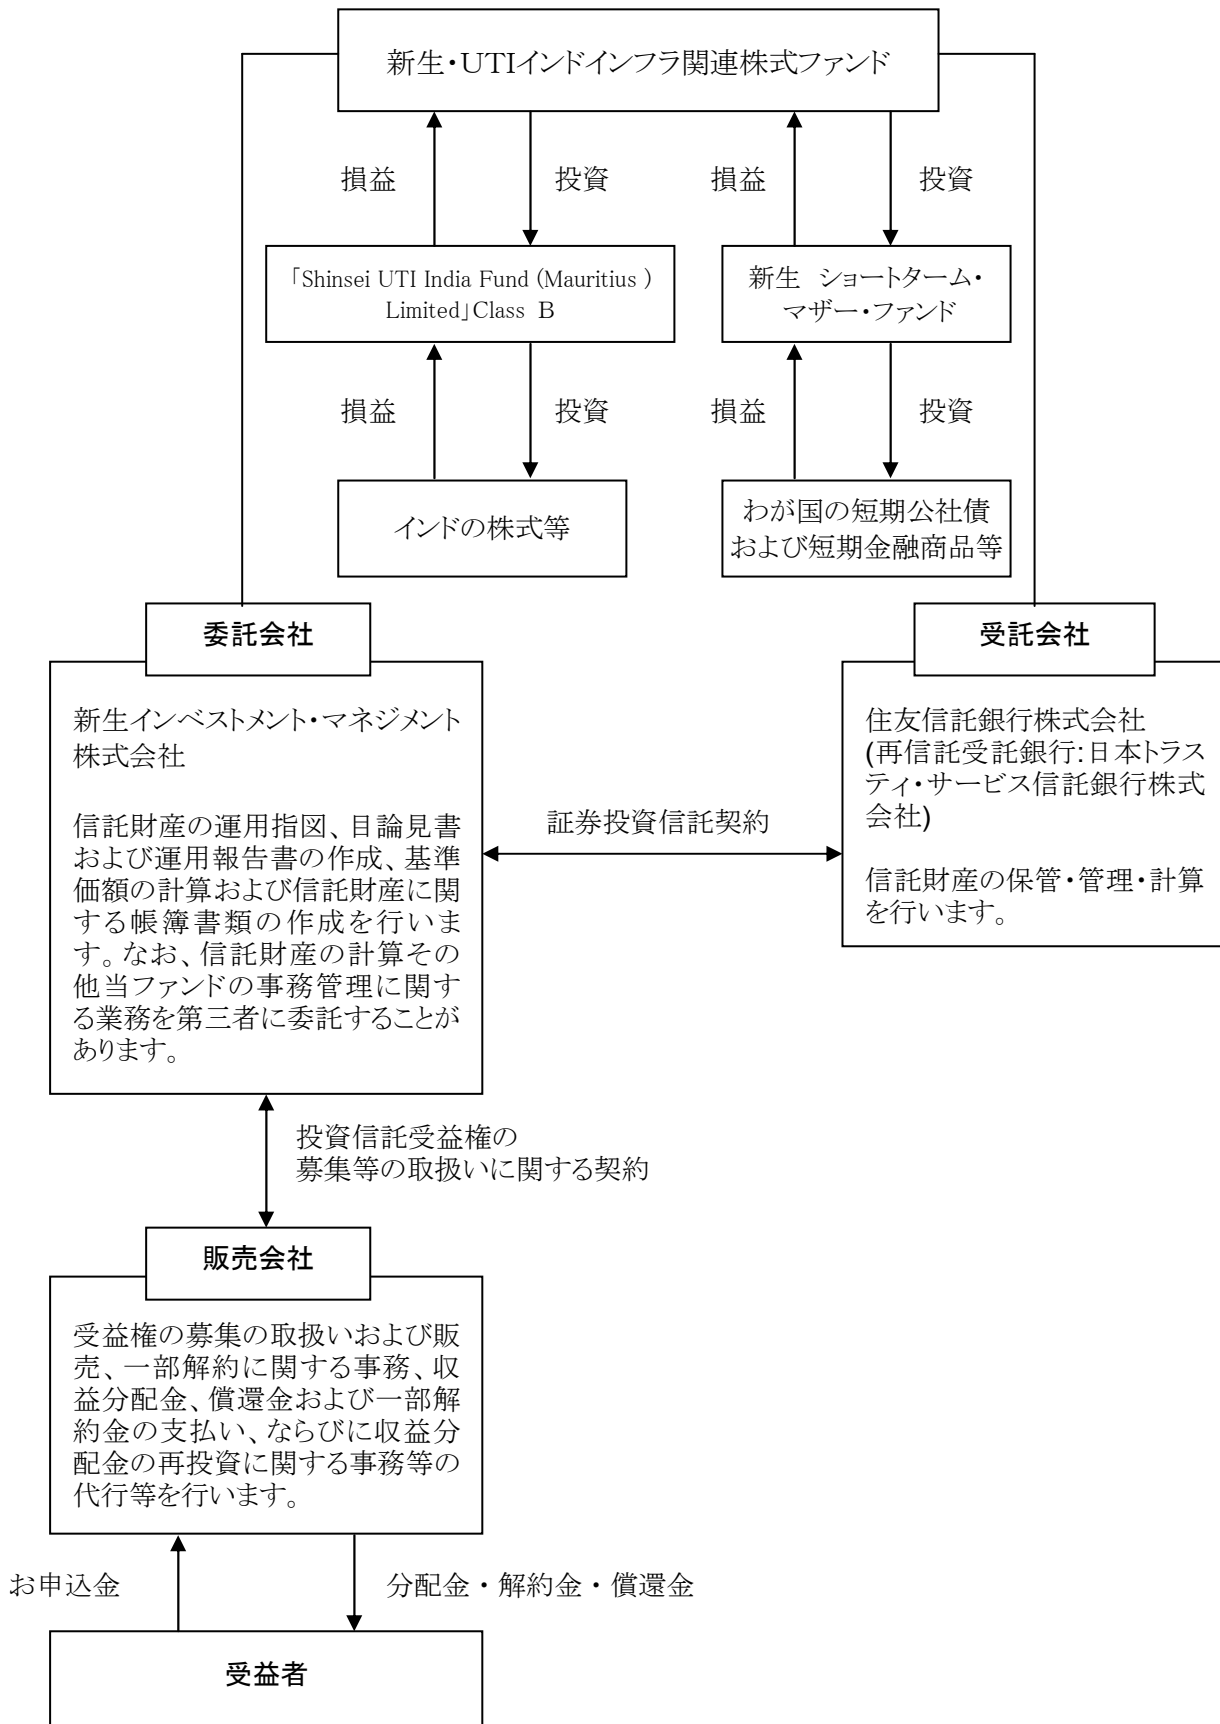 新生・UTIインドインフラ関連株式ファンド
損益
投資
損益
投資
「Shinsei UTI India Fund (Mauritius )
Limited」Class B
新生 ショートターム・
マザー・ファンド
損益
投資
損益
投資
インドの株式等
わが国の短期公社債
および短期金融商品等
委託会社
受託会社
新生インベストメント・マネジメント
株式会社
信託財産の運用指図、目論見書
および運用報告書の作成、基準
価額の計算および信託財産に関
する帳簿書類の作成を行いま
す。なお、信託財産の計算その
他当ファンドの事務管理に関す
る業務を第三者に委託することが
あります。
証券投資信託契約
住友信託銀行株式会社
(再信託受託銀行:日本トラス
ティ・サービス信託銀行株式
会社)
信託財産の保管・管理・計算
を行います。
投資信託受益権の
募集等の取扱いに関する契約
販売会社
受益権の募集の取扱いおよび販
売、一部解約に関する事務、収
益分配金、償還金および一部解
約金の支払い、ならびに収益分
配金の再投資に関する事務等の
代行等を行います。
お申込金
分配金・解約金・償還金
受益者